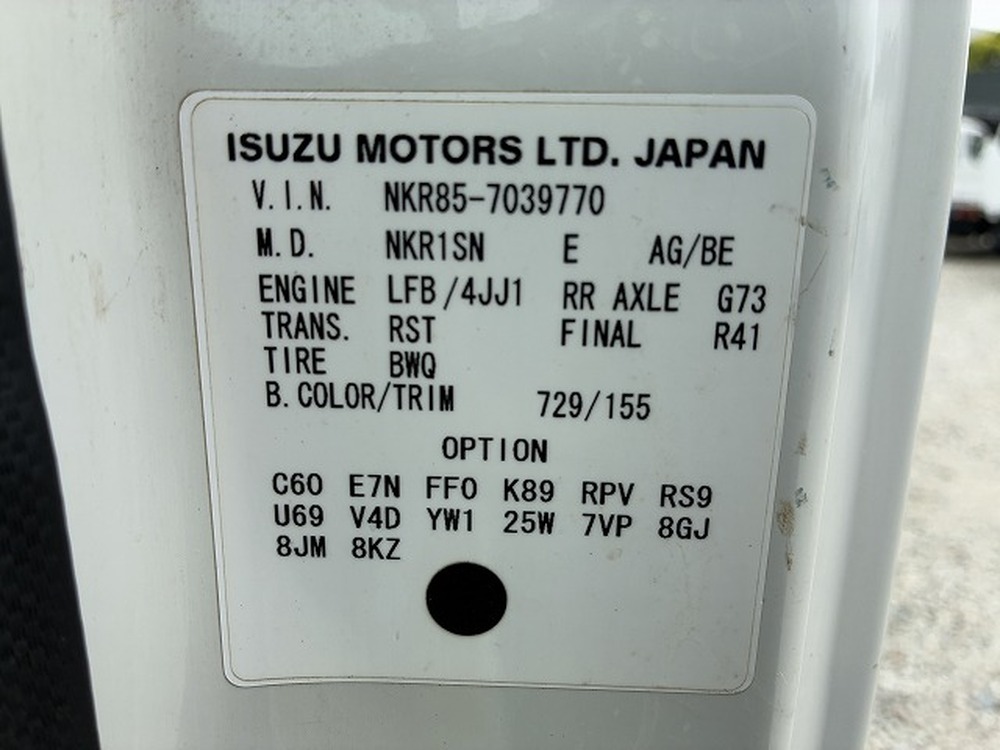 ISUZU MOTORS LTD. JAPAN
V.I.N. NKR85-7039770
M.D. NKR1SN E AG/BE
ENGINE LFB/4JJ1 RR AXLE G73
TRANS. RST FINAL R41
TIRE BWQ
B.COLOR/TRIM 729/155
OPTION
C60 E7N FF0 K89 RPV RS9
U69 V4D YW1 25W 7VP 8GJ
8JM 8KZ